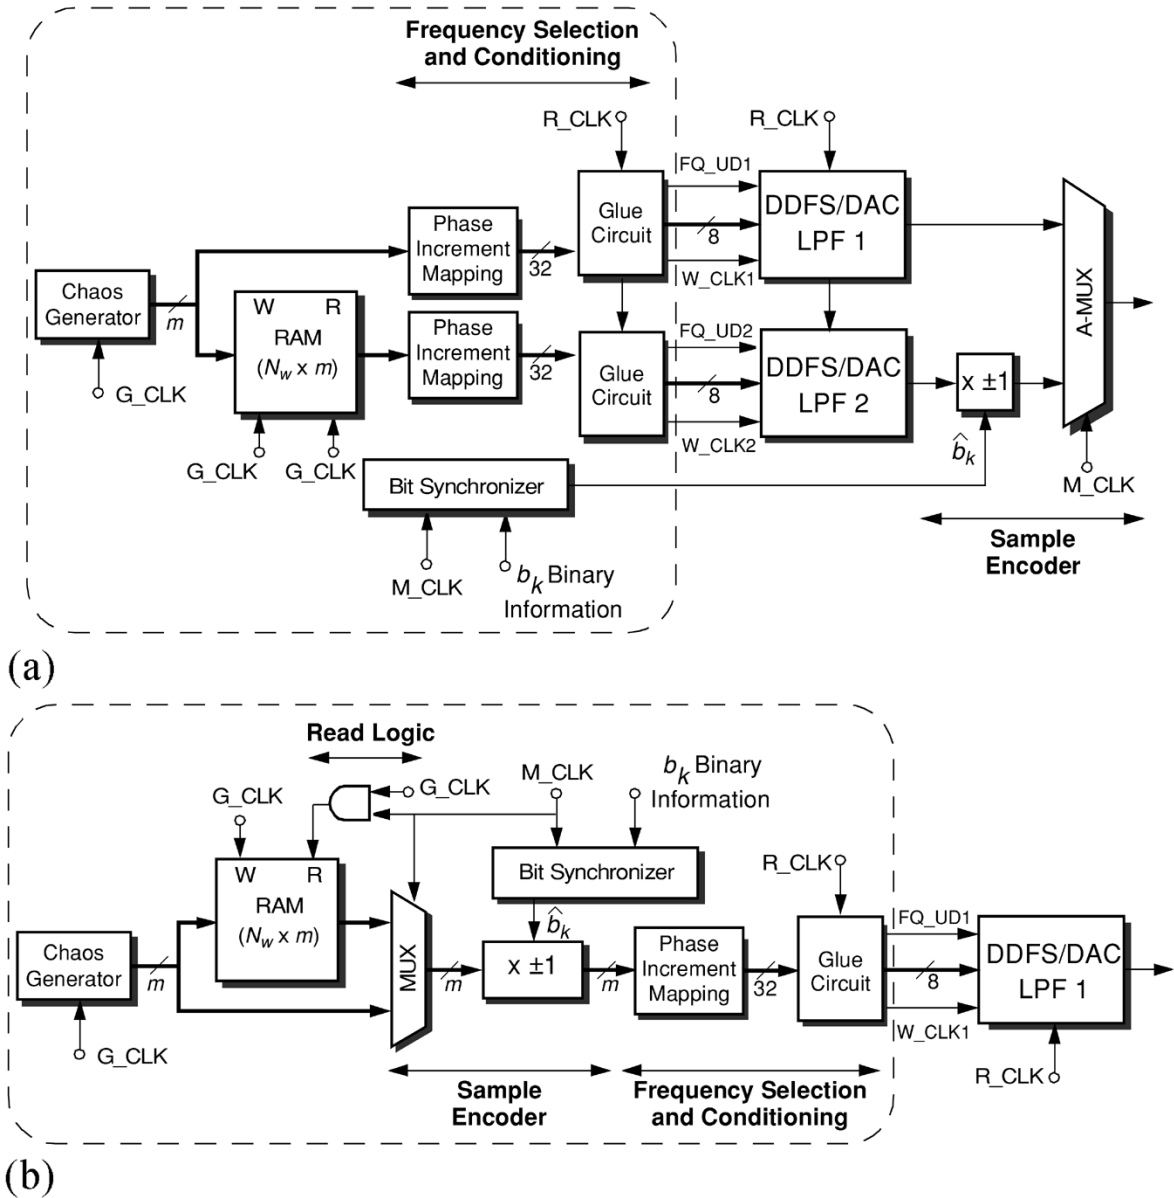 Frequency Selection
and Conditioning
R_CLK
R_CLK
FQ_UD1
Glue
Circuit
8
W_CLK1
DDFS/DAC
LPF 1
Phase
Increment
Mapping
32
Chaos
Generator
m
G_CLK
W R
RAM
(Nw x m)
G_CLK
G_CLK
Phase
Increment
Mapping
32
Glue
Circuit
FQ_UD2
8
W_CLK2
DDFS/DAC
LPF 2
x ±1
b̂k
A-MUX
M_CLK
Bit Synchronizer
M_CLK
bk Binary
Information
Sample
Encoder
(a)
Read Logic
G_CLK
G_CLK
M_CLK
bk Binary
Information
W R
RAM
(Nw x m)
Chaos
Generator
m
G_CLK
MUX
m
Bit Synchronizer
b̂k
x ±1
m
Phase
Increment
Mapping
32
R_CLK
Glue
Circuit
FQ_UD1
8
W_CLK1
DDFS/DAC
LPF 1
R_CLK
Sample
Encoder
Frequency Selection
and Conditioning
(b)